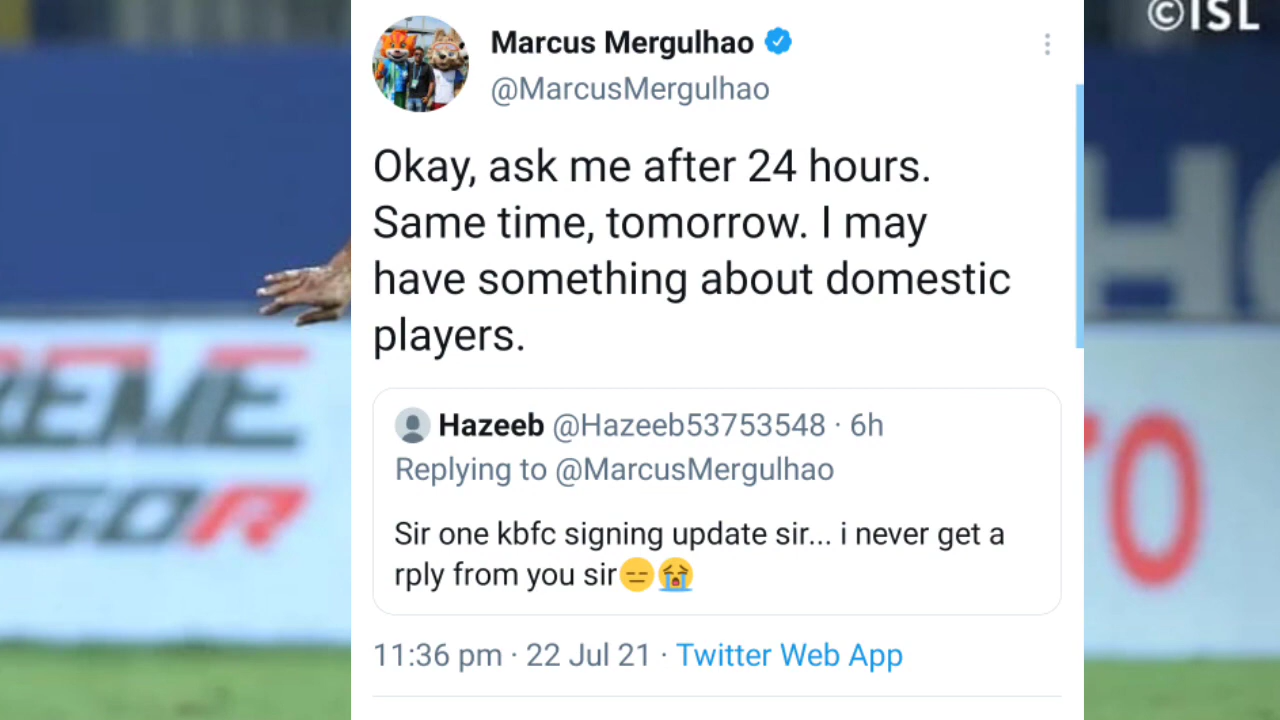 ©ISL
Marcus Mergulhao
@MarcusMergulhao
Okay, ask me after 24 hours.
Same time, tomorrow. I may
have something about domestic
players.
Hazeeb @Hazeeb53753548 · 6h
Replying to @MarcusMergulhao
Sir one kbfc signing update sir... i never get a
rply from you sir😑😭
11:36 pm · 22 Jul 21 · Twitter Web App